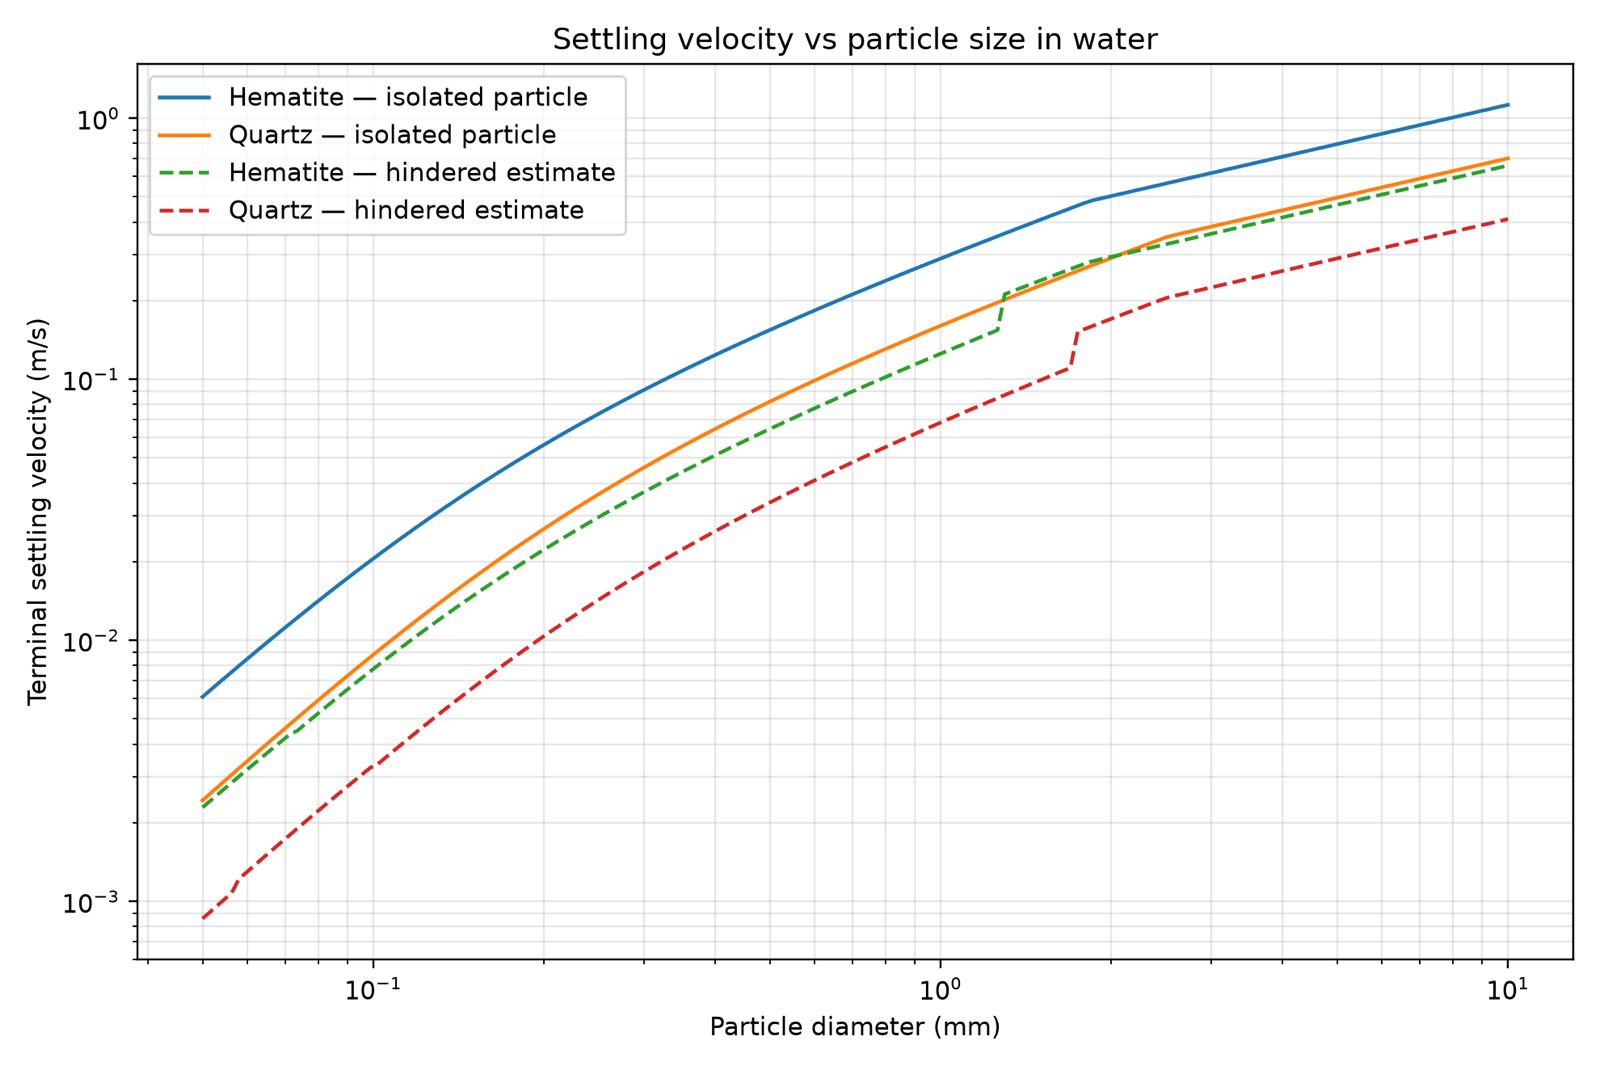 Settling velocity vs particle size in water
Hematite — isolated particle
Quartz — isolated particle
Hematite — hindered estimate
Quartz — hindered estimate
Terminal settling velocity (m/s)
10⁰
10⁻¹
10⁻²
10⁻³
10⁻¹
10⁰
10¹
Particle diameter (mm)